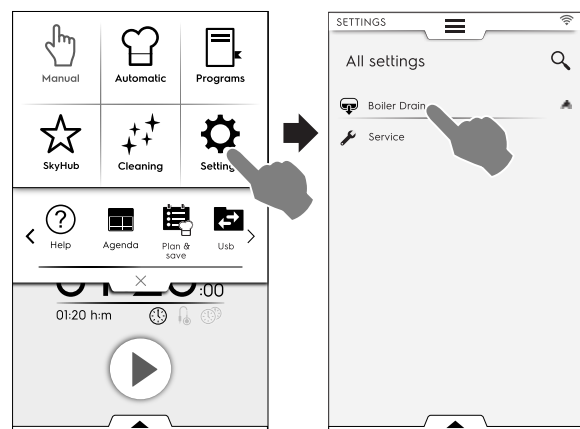 Manual Automatic Programs
SkyHub Cleaning Setting
Help Agenda Plan & save Usb
:00
01:20 h:m
SETTINGS
All settings
Boiler Drain
Service